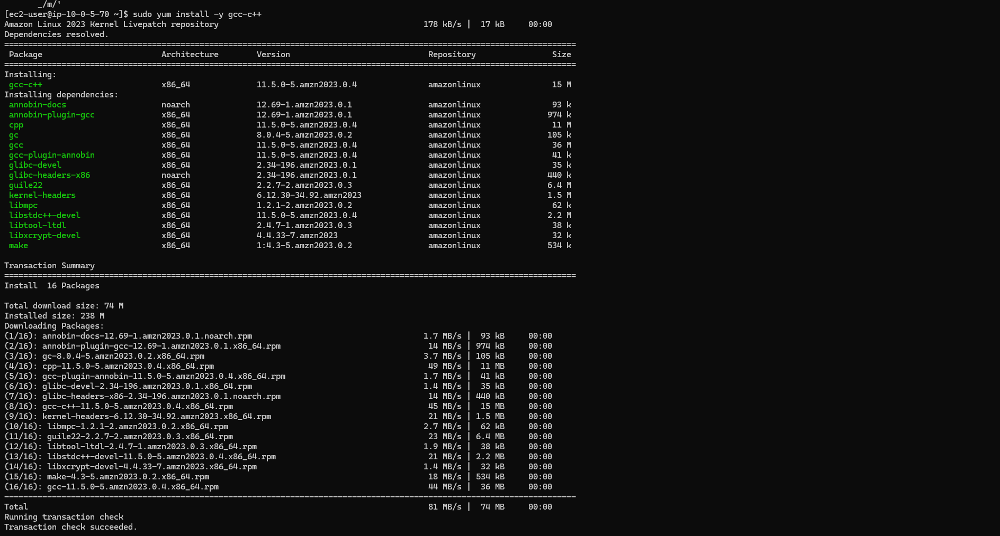 _/m/'
[ec2-user@ip-10-0-5-70 ~]$ sudo yum install -y gcc-c++
Amazon Linux 2023 Kernel Livepatch repository 178 kB/s | 17 kB 00:00
Dependencies resolved.
========================================================================================================================
Package Architecture Version Repository Size
========================================================================================================================
Installing:
gcc-c++ x86_64 11.5.0-5.amzn2023.0.4 amazonlinux 15 M
Installing dependencies:
annobin-docs noarch 12.69-1.amzn2023.0.1 amazonlinux 93 k
annobin-plugin-gcc x86_64 12.69-1.amzn2023.0.1 amazonlinux 974 k
cpp x86_64 11.5.0-5.amzn2023.0.4 amazonlinux 11 M
gc x86_64 8.0.4-5.amzn2023.0.2 amazonlinux 105 k
gcc x86_64 11.5.0-5.amzn2023.0.4 amazonlinux 36 M
gcc-plugin-annobin x86_64 11.5.0-5.amzn2023.0.4 amazonlinux 41 k
glibc-devel x86_64 2.34-196.amzn2023.0.1 amazonlinux 35 k
glibc-headers-x86 noarch 2.34-196.amzn2023.0.1 amazonlinux 440 k
guile22 x86_64 2.2.7-2.amzn2023.0.3 amazonlinux 6.4 M
kernel-headers x86_64 6.12.30-34.92.amzn2023 amazonlinux 1.5 M
libmpc x86_64 1.2.1-2.amzn2023.0.2 amazonlinux 62 k
libstdc++-devel x86_64 11.5.0-5.amzn2023.0.4 amazonlinux 2.2 M
libtool-ltdl x86_64 2.4.7-1.amzn2023.0.3 amazonlinux 38 k
libxcrypt-devel x86_64 4.4.33-7.amzn2023 amazonlinux 32 k
make x86_64 1:4.3-5.amzn2023.0.2 amazonlinux 534 k
Transaction Summary
========================================================================================================================
Install 16 Packages
Total download size: 74 M
Installed size: 238 M
Downloading Packages:
(1/16): annobin-docs-12.69-1.amzn2023.0.1.noarch.rpm 1.7 MB/s | 93 kB 00:00
(2/16): annobin-plugin-gcc-12.69-1.amzn2023.0.1.x86_64.rpm 14 MB/s | 974 kB 00:00
(3/16): gc-8.0.4-5.amzn2023.0.2.x86_64.rpm 3.7 MB/s | 105 kB 00:00
(4/16): cpp-11.5.0-5.amzn2023.0.4.x86_64.rpm 49 MB/s | 11 MB 00:00
(5/16): gcc-plugin-annobin-11.5.0-5.amzn2023.0.4.x86_64.rpm 1.7 MB/s | 41 kB 00:00
(6/16): glibc-devel-2.34-196.amzn2023.0.1.x86_64.rpm 1.4 MB/s | 35 kB 00:00
(7/16): glibc-headers-x86-2.34-196.amzn2023.0.1.noarch.rpm 14 MB/s | 440 kB 00:00
(8/16): gcc-c++-11.5.0-5.amzn2023.0.4.x86_64.rpm 45 MB/s | 15 MB 00:00
(9/16): kernel-headers-6.12.30-34.92.amzn2023.x86_64.rpm 21 MB/s | 1.5 MB 00:00
(10/16): libmpc-1.2.1-2.amzn2023.0.2.x86_64.rpm 2.7 MB/s | 62 kB 00:00
(11/16): guile22-2.2.7-2.amzn2023.0.3.x86_64.rpm 23 MB/s | 6.4 MB 00:00
(12/16): libtool-ltdl-2.4.7-1.amzn2023.0.3.x86_64.rpm 1.9 MB/s | 38 kB 00:00
(13/16): libstdc++-devel-11.5.0-5.amzn2023.0.4.x86_64.rpm 21 MB/s | 2.2 MB 00:00
(14/16): libxcrypt-devel-4.4.33-7.amzn2023.x86_64.rpm 1.4 MB/s | 32 kB 00:00
(15/16): make-4.3-5.amzn2023.0.2.x86_64.rpm 18 MB/s | 534 kB 00:00
(16/16): gcc-11.5.0-5.amzn2023.0.4.x86_64.rpm 44 MB/s | 36 MB 00:00
------------------------------------------------------------------------------------------------------------------------
Total 81 MB/s | 74 MB 00:00
Running transaction check
Transaction check succeeded.